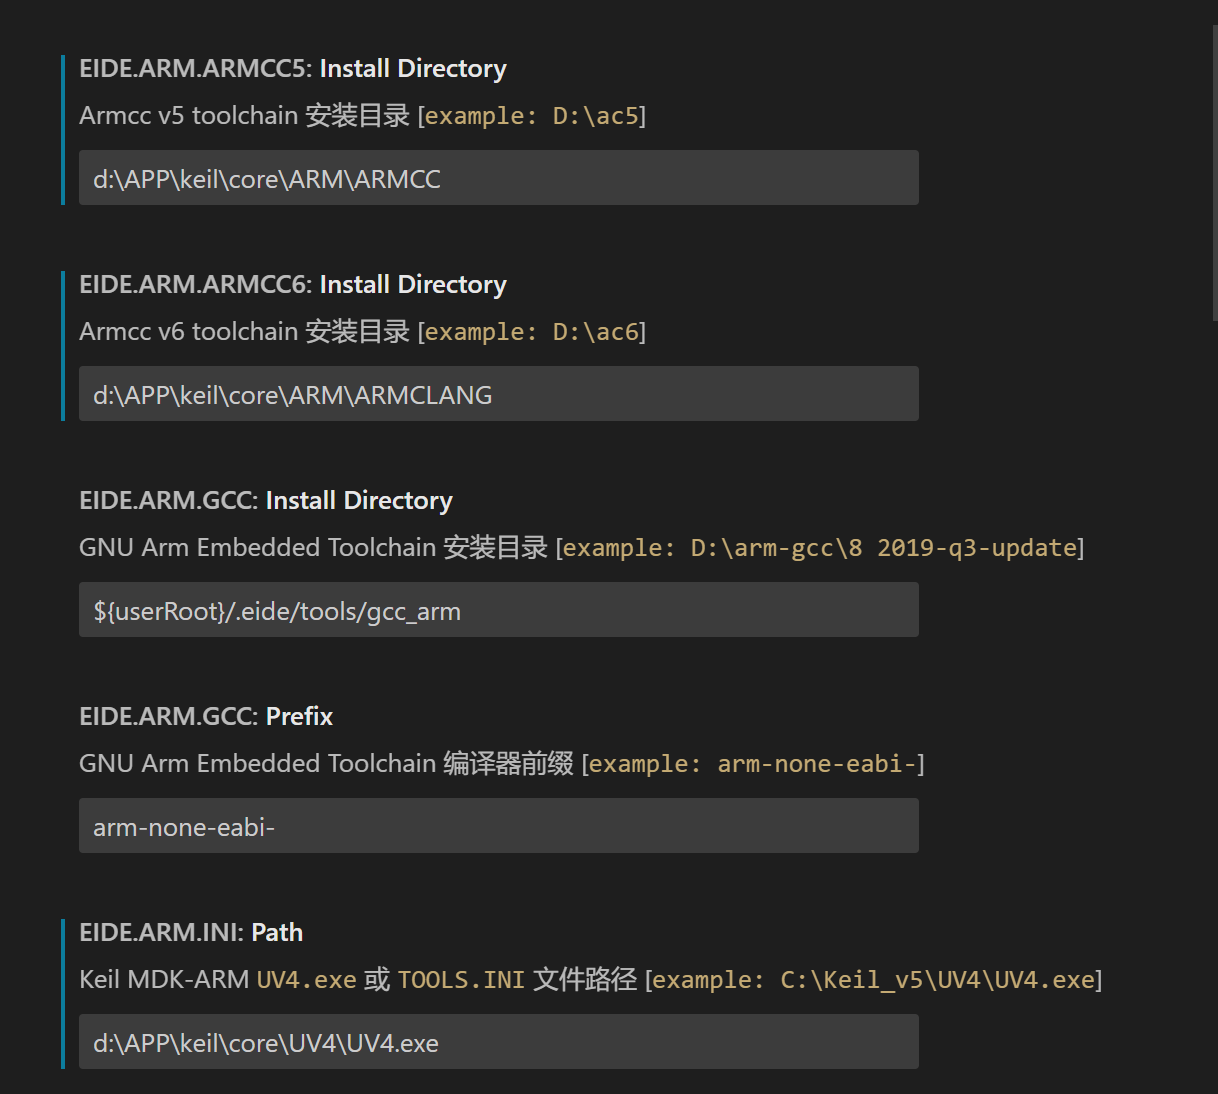 EIDE.ARM.ARMCC5: Install Directory
Armcc v5 toolchain 安装目录 [example: D:\ac5]
d:\APP\keil\core\ARM\ARMCC
EIDE.ARM.ARMCC6: Install Directory
Armcc v6 toolchain 安装目录 [example: D:\ac6]
d:\APP\keil\core\ARM\ARMCLANG
EIDE.ARM.GCC: Install Directory
GNU Arm Embedded Toolchain 安装目录 [example: D:\arm-gcc\8 2019-q3-update]
${userRoot}/.eide/tools/gcc_arm
EIDE.ARM.GCC: Prefix
GNU Arm Embedded Toolchain 编译器前缀 [example: arm-none-eabi-]
arm-none-eabi-
EIDE.ARM.INI: Path
Keil MDK-ARM UV4.exe 或 TOOLS.INI 文件路径 [example: C:\Keil_v5\UV4\UV4.exe]
d:\APP\keil\core\UV4\UV4.exe